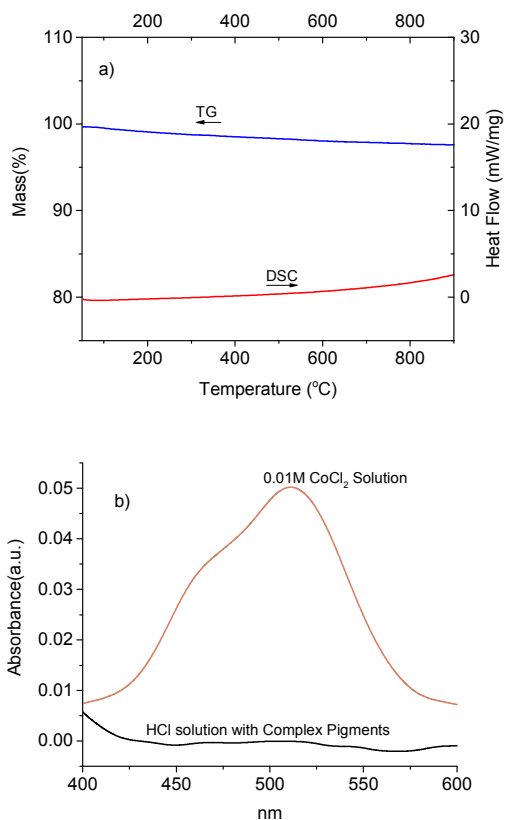 200 400 600 800
110 30
a)
TG
100 20
Mass(%)
Heat Flow (mW/mg)
90 10
DSC
80 0
200 400 600 800
Temperature (°C)
0.05
0.01M CoCl₂ Solution
b)
0.04
0.03
Absorbance(a.u.)
0.02
0.01
HCl solution with Complex Pigments
0.00
400 450 500 550 600
nm